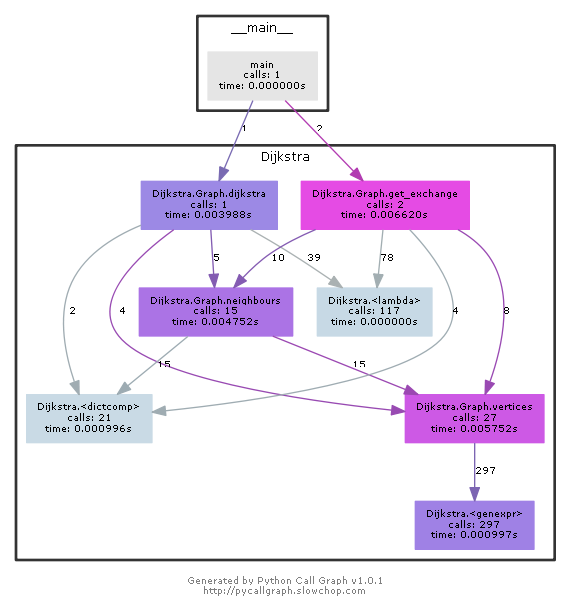 __main__
main
calls: 1
time: 0.000000s
1
2
Dijkstra
Dijkstra.Graph.dijkstra
calls: 1
time: 0.003988s
Dijkstra.Graph.get_exchange
calls: 2
time: 0.006620s
5
10
39
78
Dijkstra.Graph.neighbours
calls: 15
time: 0.004752s
Dijkstra.<lambda>
calls: 117
time: 0.000000s
2
4
4
8
15
15
Dijkstra.<dictcomp>
calls: 21
time: 0.000996s
Dijkstra.Graph.vertices
calls: 27
time: 0.005752s
297
Dijkstra.<genexpr>
calls: 297
time: 0.000997s
Generated by Python Call Graph v1.0.1
http://pycallgraph.slowchop.com